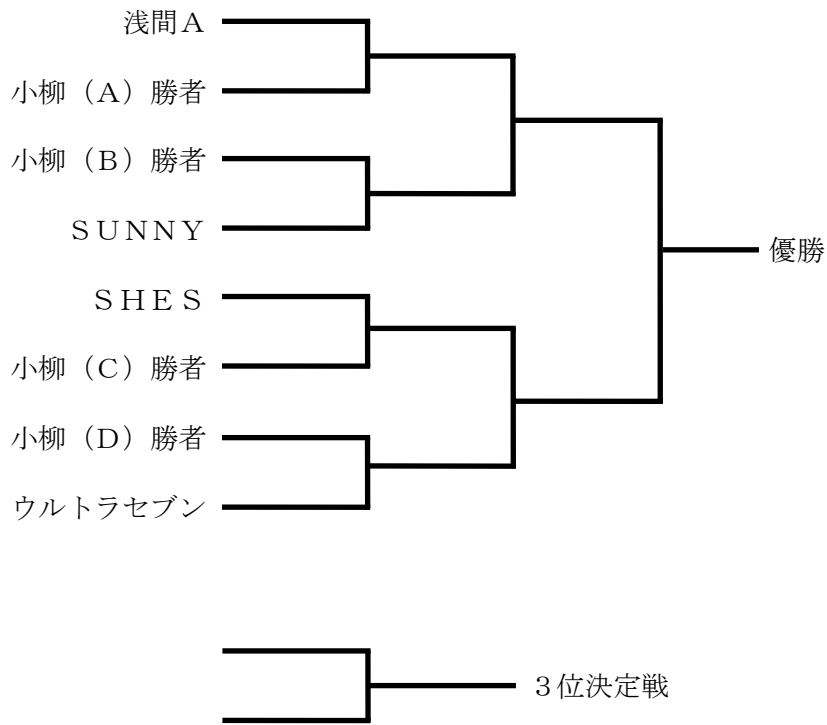 浅間Ａ
小柳（Ａ）勝者
小柳（Ｂ）勝者
ＳＵＮＮＹ
ＳＨＥＳ
小柳（Ｃ）勝者
小柳（Ｄ）勝者
ウルトラセブン
優勝
３位決定戦